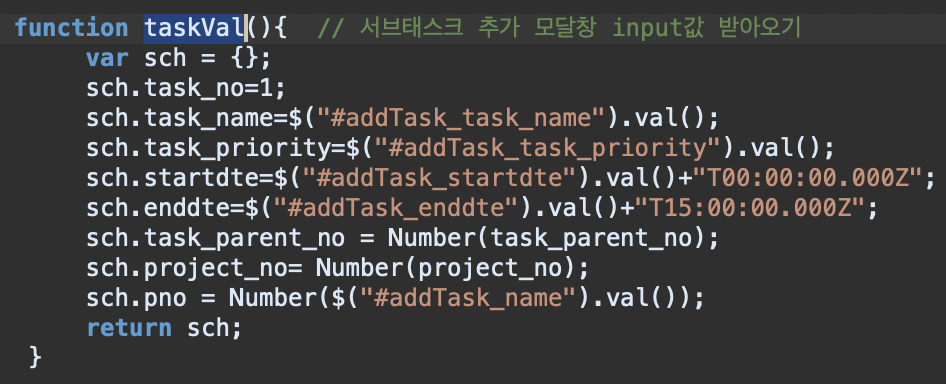 function taskVal(){  // 서브태스크 추가 모달창 input값 받아오기
var sch = {};
sch.task_no=1;
sch.task_name=$("#addTask_task_name").val();
sch.task_priority=$("#addTask_task_priority").val();
sch.startdte=$("#addTask_startdte").val()+"T00:00:00.000Z";
sch.enddte=$("#addTask_enddte").val()+"T15:00:00.000Z";
sch.task_parent_no = Number(task_parent_no);
sch.project_no= Number(project_no);
sch.pno = Number($("#addTask_name").val());
return sch;
}